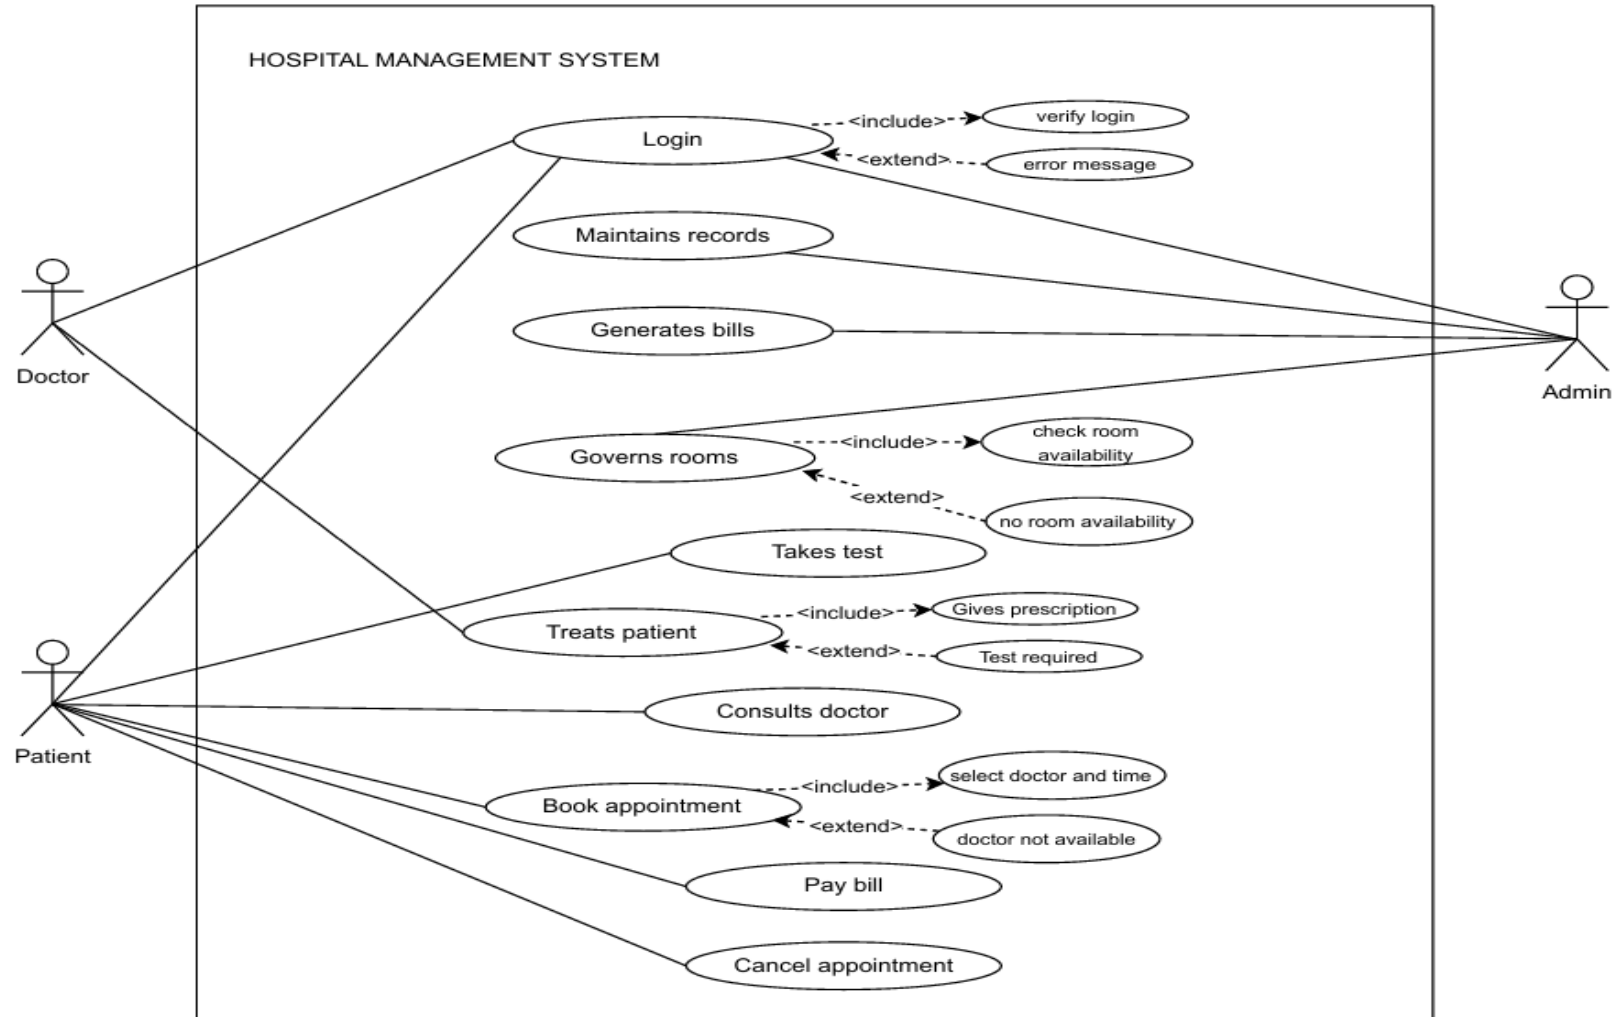 HOSPITAL MANAGEMENT SYSTEM
Login
<include>
verify login
<extend>
error message
Maintains records
Generates bills
Doctor
Admin
Governs rooms
<include>
check room
availability
<extend>
no room availability
Takes test
Treats patient
<include>
Gives prescription
<extend>
Test required
Consults doctor
Patient
Book appointment
<include>
select doctor and time
<extend>
doctor not available
Pay bill
Cancel appointment